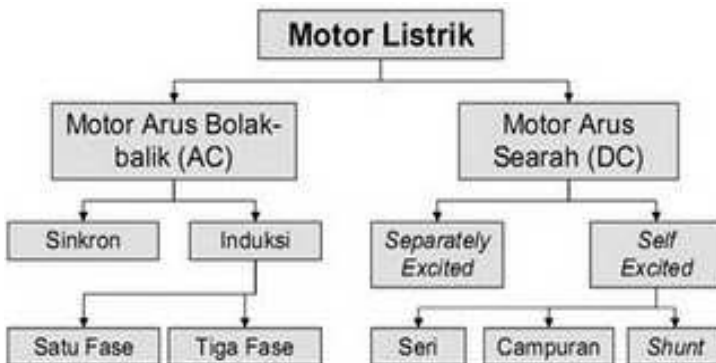 Motor Listrik
Motor Arus Bolak-
balik (AC)
Motor Arus
Searah (DC)
Sinkron
Induksi
Separately
Excited
Self
Excited
Satu Fase
Tiga Fase
Seri
Campuran
Shunt